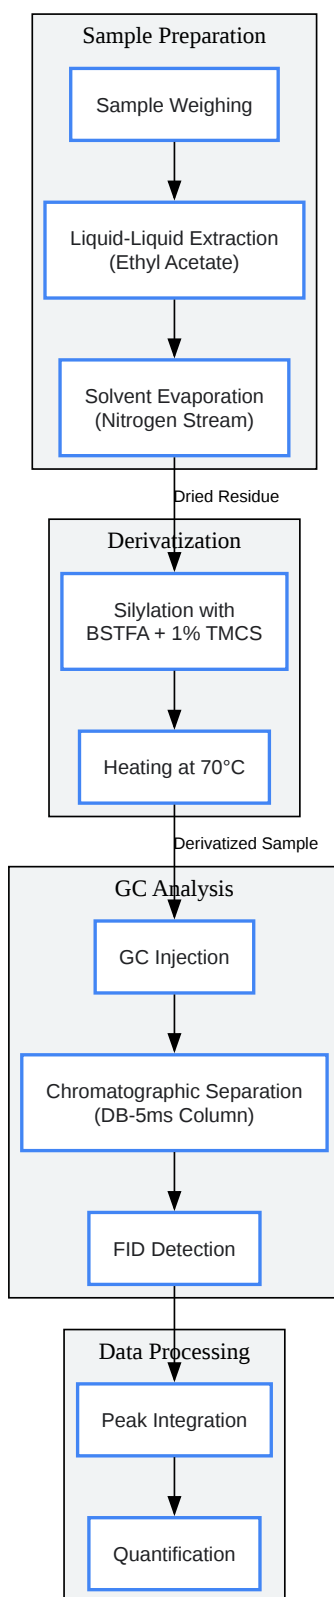 Sample Preparation
Sample Weighing
Liquid-Liquid Extraction
(Ethyl Acetate)
Solvent Evaporation
(Nitrogen Stream)
Dried Residue
Derivatization
Silylation with
BSTFA + 1% TMCS
Heating at 70°C
Derivatized Sample
GC Analysis
GC Injection
Chromatographic Separation
(DB-5ms Column)
FID Detection
Data Processing
Peak Integration
Quantification